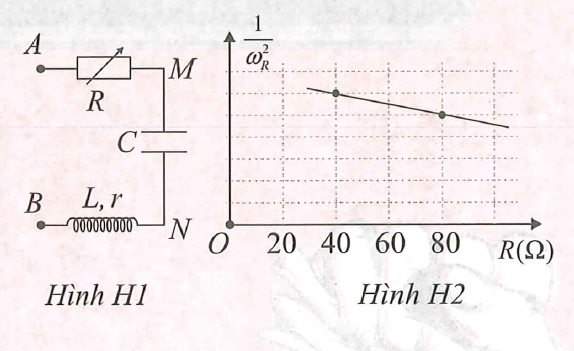 A
M
R
C
B
L, r
N
Hình H1
1
ω_R^2
O
20 40 60 80
R(Ω)
Hình H2